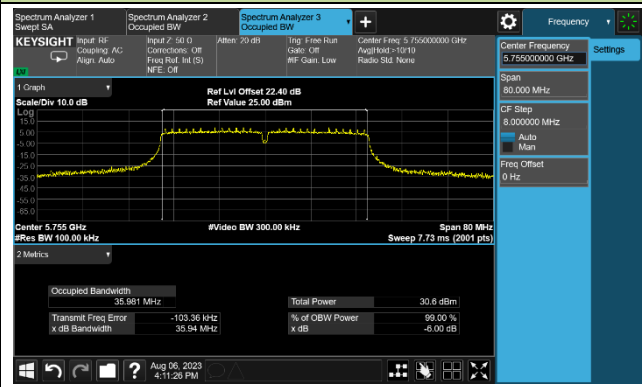 Spectrum Analyzer 1
Swept SA
Spectrum Analyzer 2
Occupied BW
Spectrum Analyzer 3
Occupied BW
Frequency
KEYSIGHT
Input: RF
Coupling: AC
Align: Auto
Input Z: 50 Ω
Corrections: Off
Freq Ref: Int (S)
NFE: Off
Atten: 20 dB
Trig: Free Run
Gate: Off
#IF Gain: Low
Center Freq: 5.755000000 GHz
Avg|Hold:>10/10
Radio Std: None
LXI
Center Frequency
5.755000000 GHz
Settings
Span
80.000 MHz
CF Step
8.000000 MHz
Auto
Man
Freq Offset
0 Hz
1 Graph
Scale/Div 10.0 dB
Ref Lvl Offset 22.40 dB
Ref Value 25.00 dBm
Log
15.0
5.00
-5.00
-15.0
-25.0
-35.0
-45.0
-55.0
-65.0
Center 5.755 GHz
#Res BW 100.00 kHz
#Video BW 300.00 kHz
Span 80 MHz
Sweep 7.73 ms (2001 pts)
2 Metrics
Occupied Bandwidth
35.981 MHz
Total Power 30.6 dBm
Transmit Freq Error -103.36 kHz
% of OBW Power 99.00 %
x dB Bandwidth 35.94 MHz
x dB -6.00 dB
Aug 06, 2023
4:11:26 PM